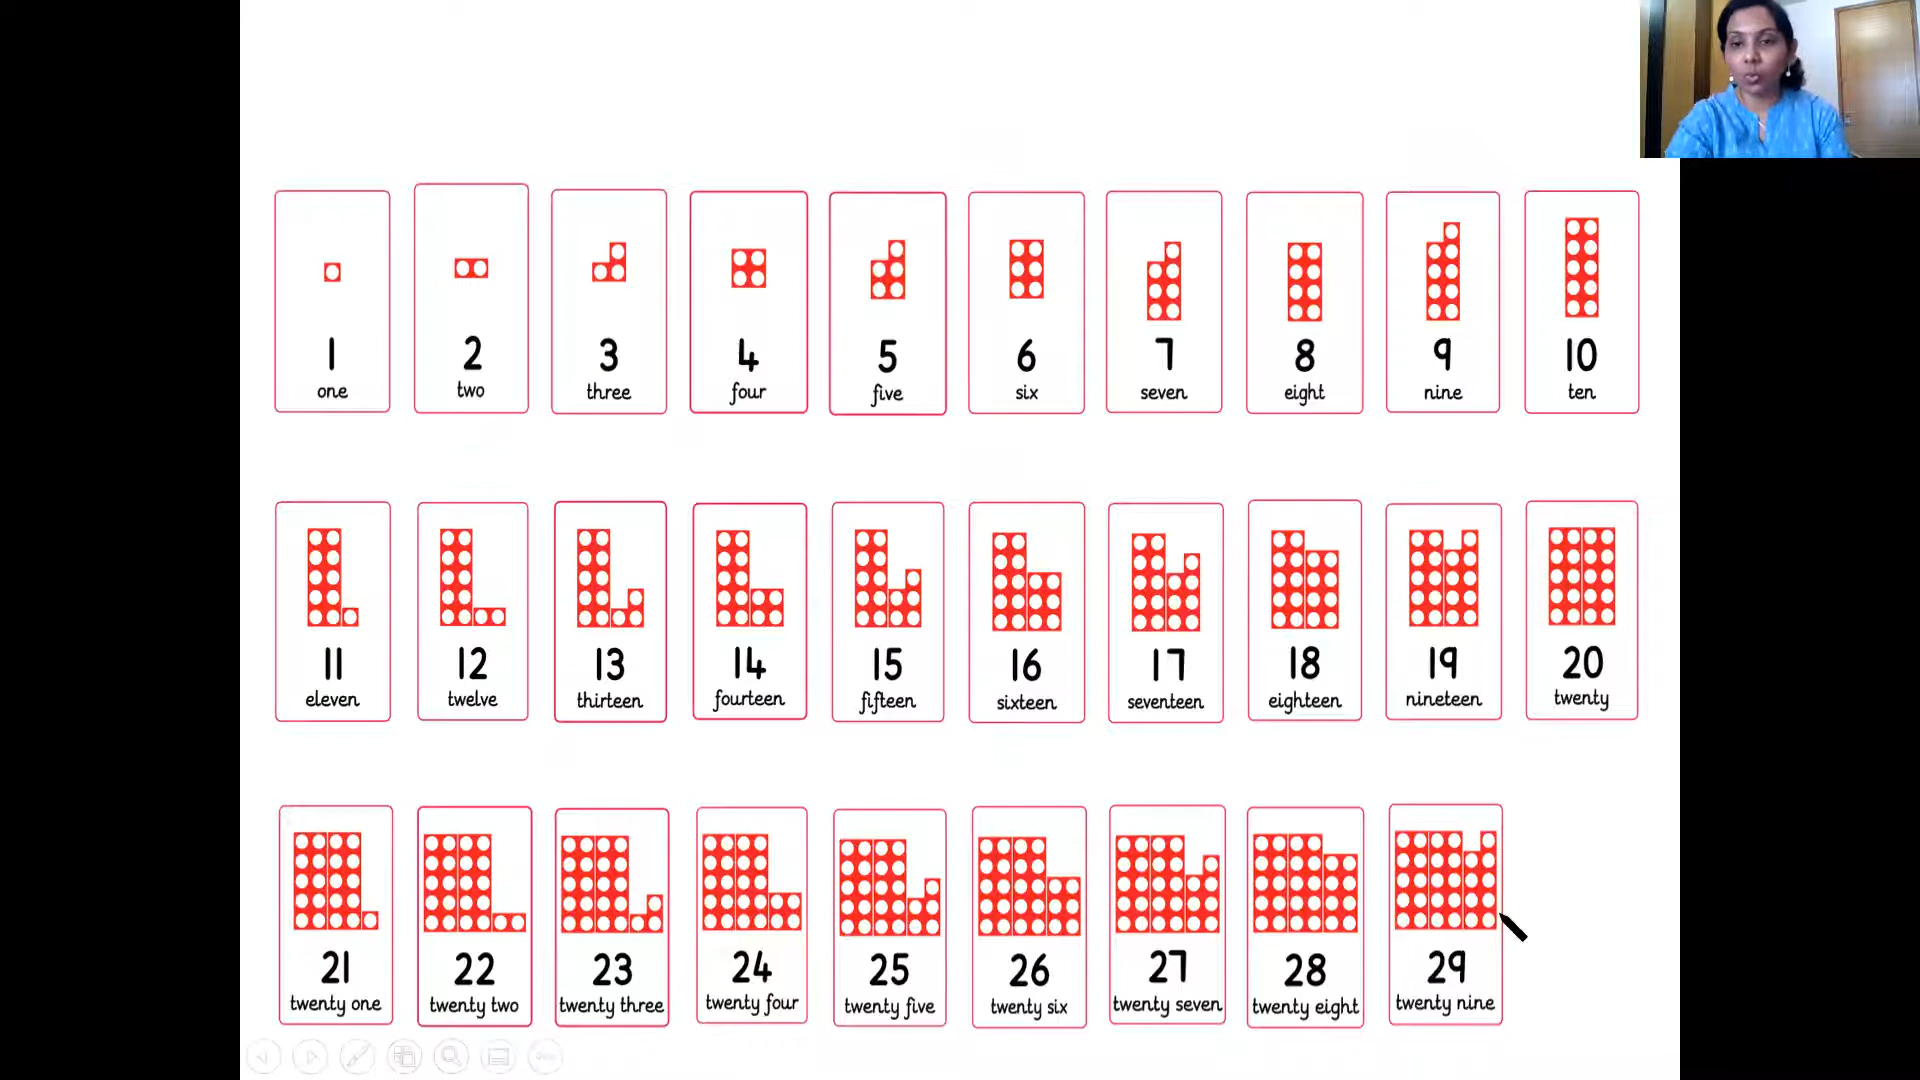 1 2 3 4 5 6 7 8 9 10
one two three four five six seven eight nine ten
11 12 13 14 15 16 17 18 19 20
eleven twelve thirteen fourteen fifteen sixteen seventeen eighteen nineteen twenty
21 22 23 24 25 26 27 28 29
twenty one twenty two twenty three twenty four twenty five twenty six twenty seven twenty eight twenty nine